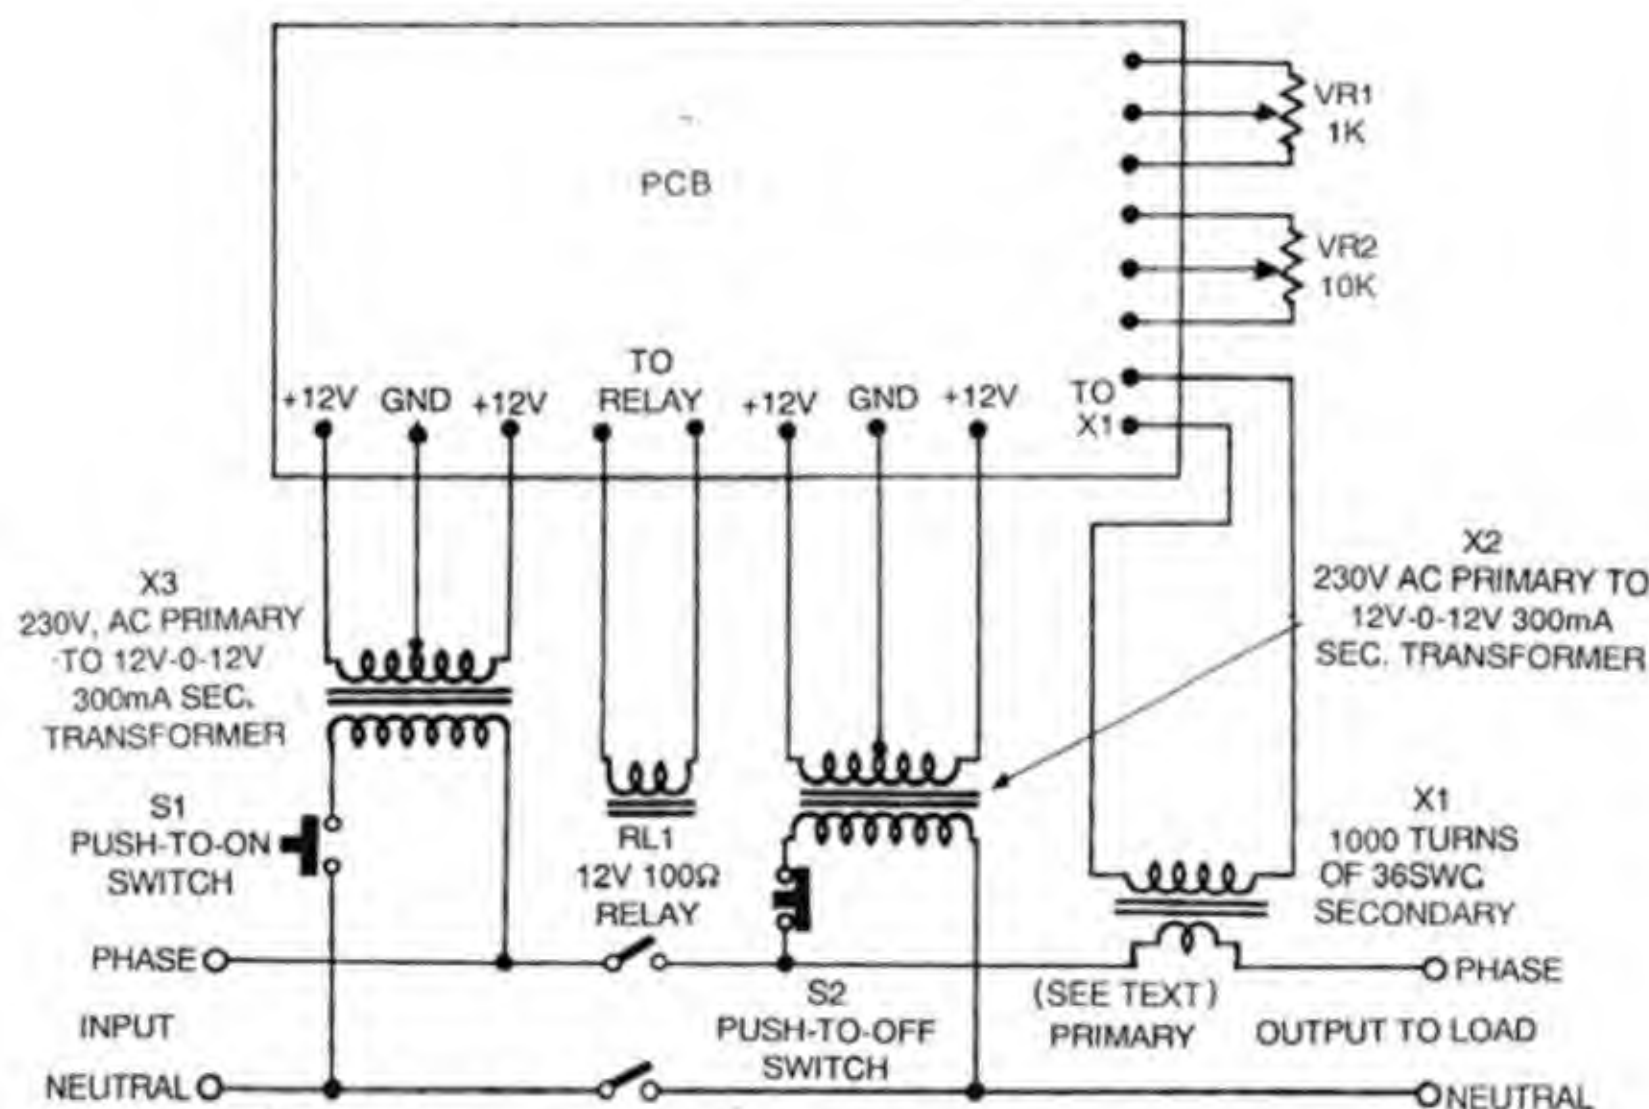 VR1
1K
PCB
VR2
10K
TO
RELAY
+12V
GND
+12V
+12V
GND
+12V
TO
X1
X3
230V, AC PRIMARY
TO 12V-0-12V
300mA SEC.
TRANSFORMER
X2
230V AC PRIMARY TO
12V-0-12V 300mA
SEC. TRANSFORMER
S1
PUSH-TO-ON
SWITCH
RL1
12V 100Ω
RELAY
X1
1000 TURNS
OF 36SWG
SECONDARY
PHASE
S2
PUSH-TO-OFF
SWITCH
(SEE TEXT)
PRIMARY
PHASE
INPUT
OUTPUT TO LOAD
NEUTRAL
NEUTRAL